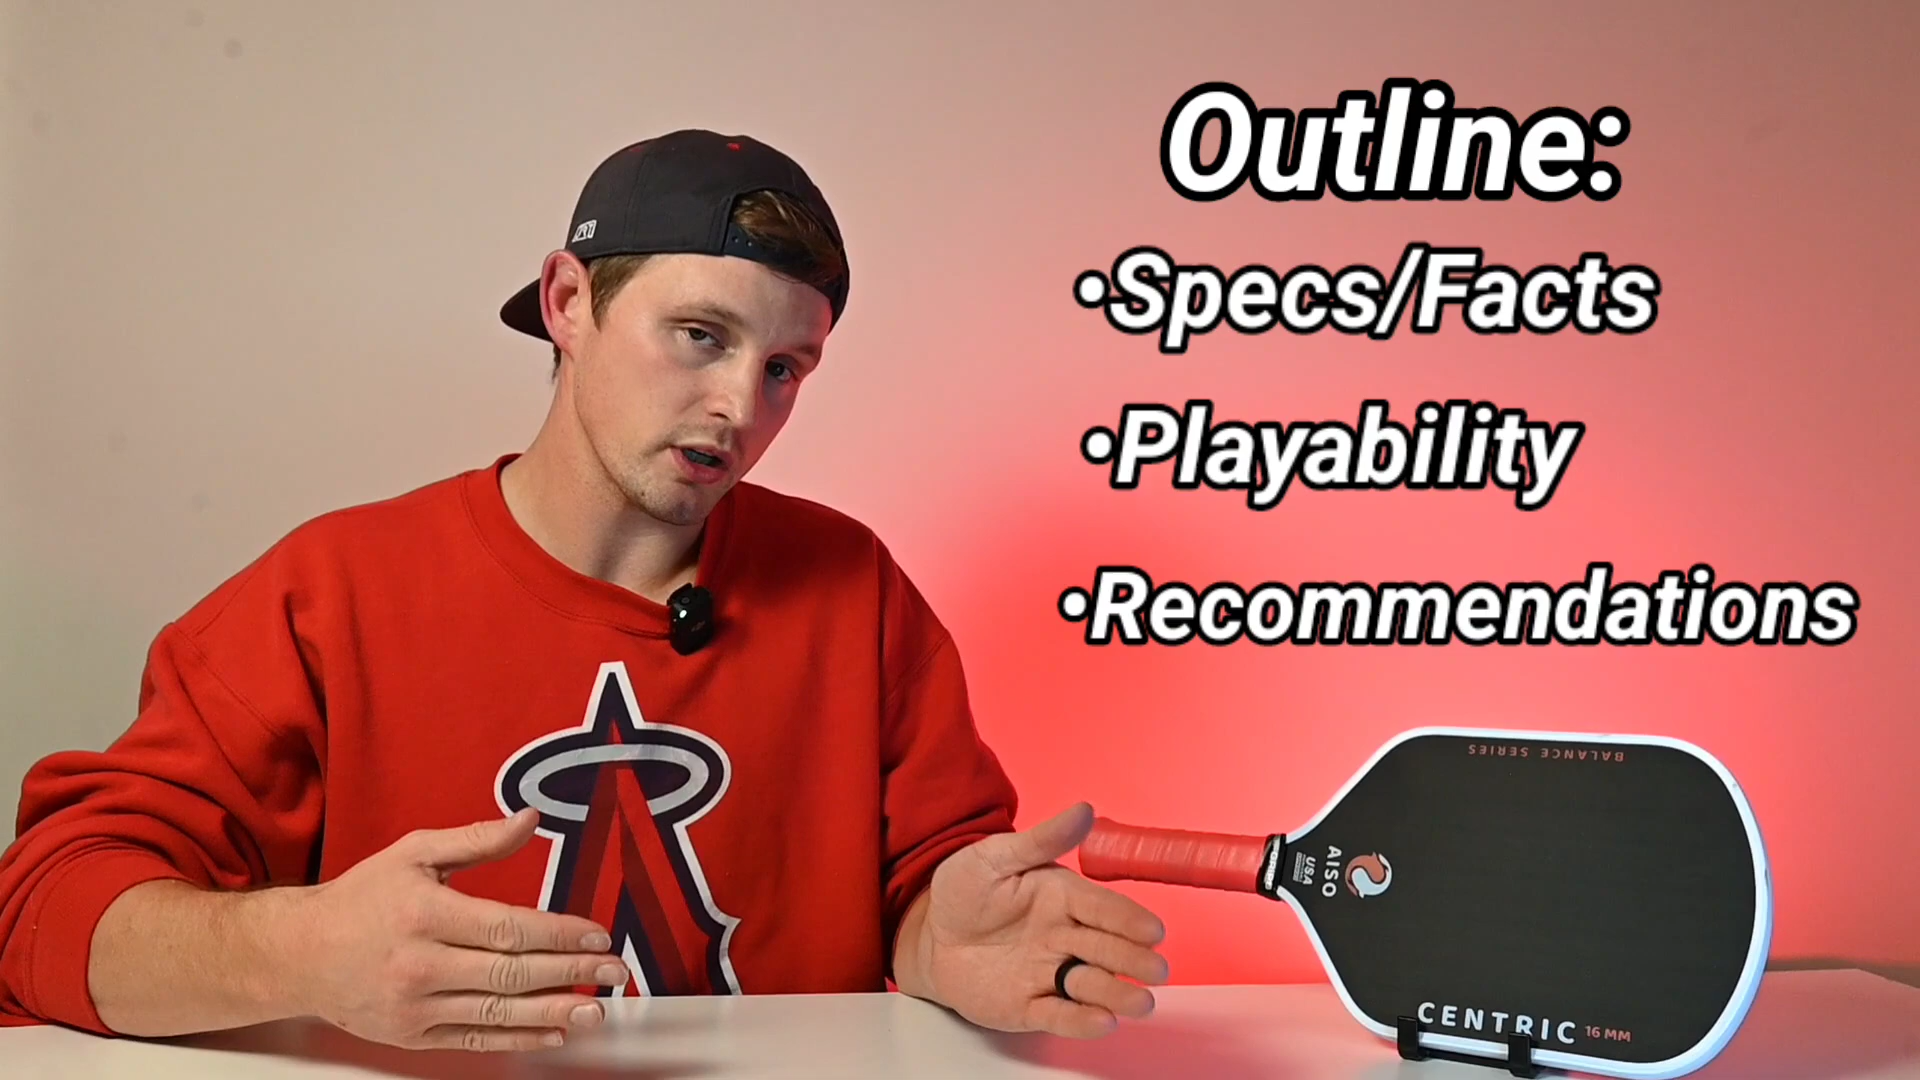 Outline:
•Specs/Facts
•Playability
•Recommendations
BALANCE SERIES
AISO
USA
CENTRIC 16 MM